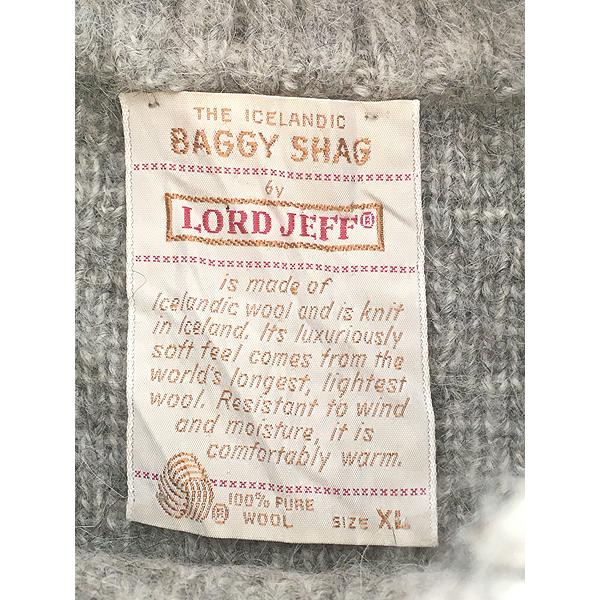 THE ICELANDIC
BAGGY SHAG
by
LORD JEFF®
is made of
Icelandic wool and is knit
in Iceland. Its luxuriously
soft feel comes from the
world's longest, lightest
wool. Resistant to wind
and moisture, it is
comfortably warm.
® 100% PURE
WOOL SIZE XL